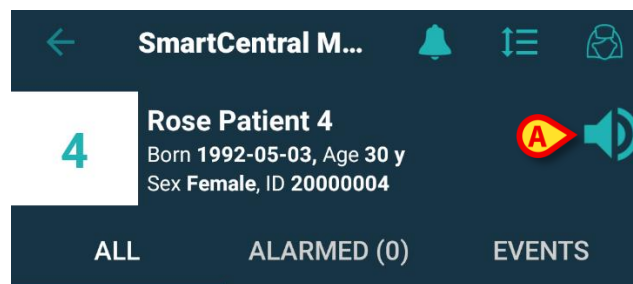 SmartCentral M...
4
Rose Patient 4
Born 1992-05-03, Age 30 y
Sex Female, ID 20000004
A
ALL ALARMED (0) EVENTS